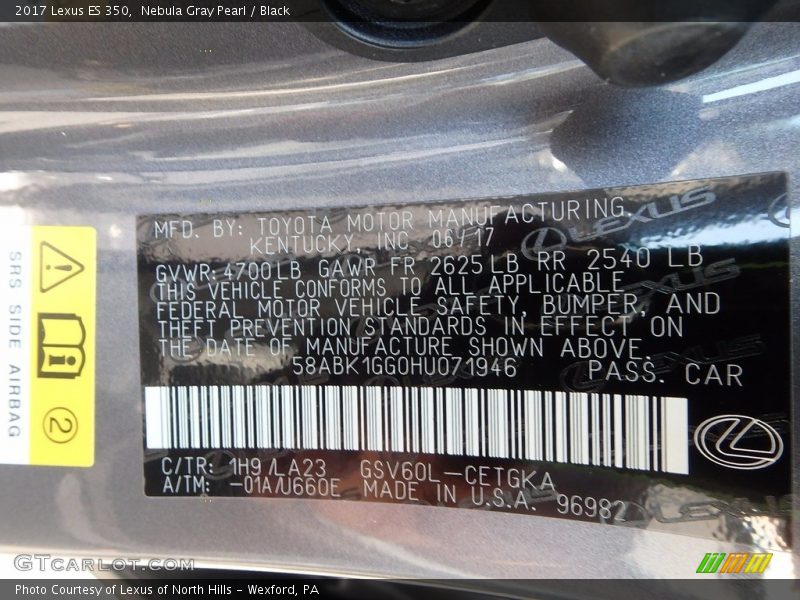 2017 Lexus ES 350, Nebula Gray Pearl / Black
MFD. BY: TOYOTA MOTOR MANUFACTURING,
KENTUCKY INC 06/17
GVWR: 4700LB GAWR FR 2625LB RR 2540 LB
THIS VEHICLE CONFORMS TO ALL APPLICABLE
FEDERAL MOTOR VEHICLE SAFETY, BUMPER, AND
THEFT PREVENTION STANDARDS IN EFFECT ON
THE DATE OF MANUFACTURE SHOWN ABOVE.
58ABK1GG0HU071946 PASS. CAR
C/TR: 1H9/LA23 GSV60L-CETGKA
A/TM: -01A/U660E MADE IN U.S.A. 96982
LEXUS
SRS SIDE AIRBAG
2
GTCarLot.com
Photo Courtesy of Lexus of North Hills - Wexford, PA